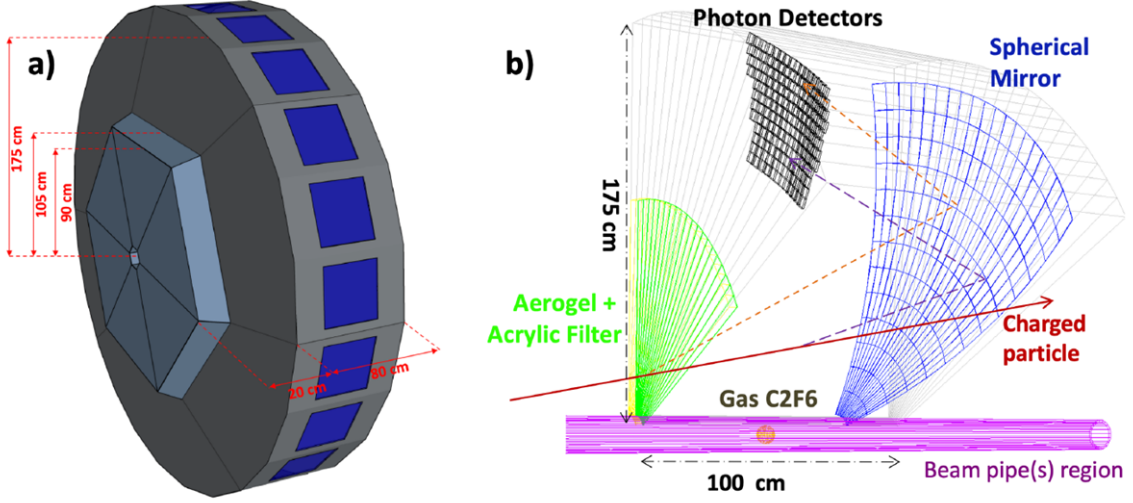 a)
175 cm
105 cm
90 cm
20 cm
80 cm
b)
Photon Detectors
Spherical
Mirror
175 cm
Aerogel +
Acrylic Filter
Charged
particle
Gas C2F6
Beam pipe(s) region
100 cm